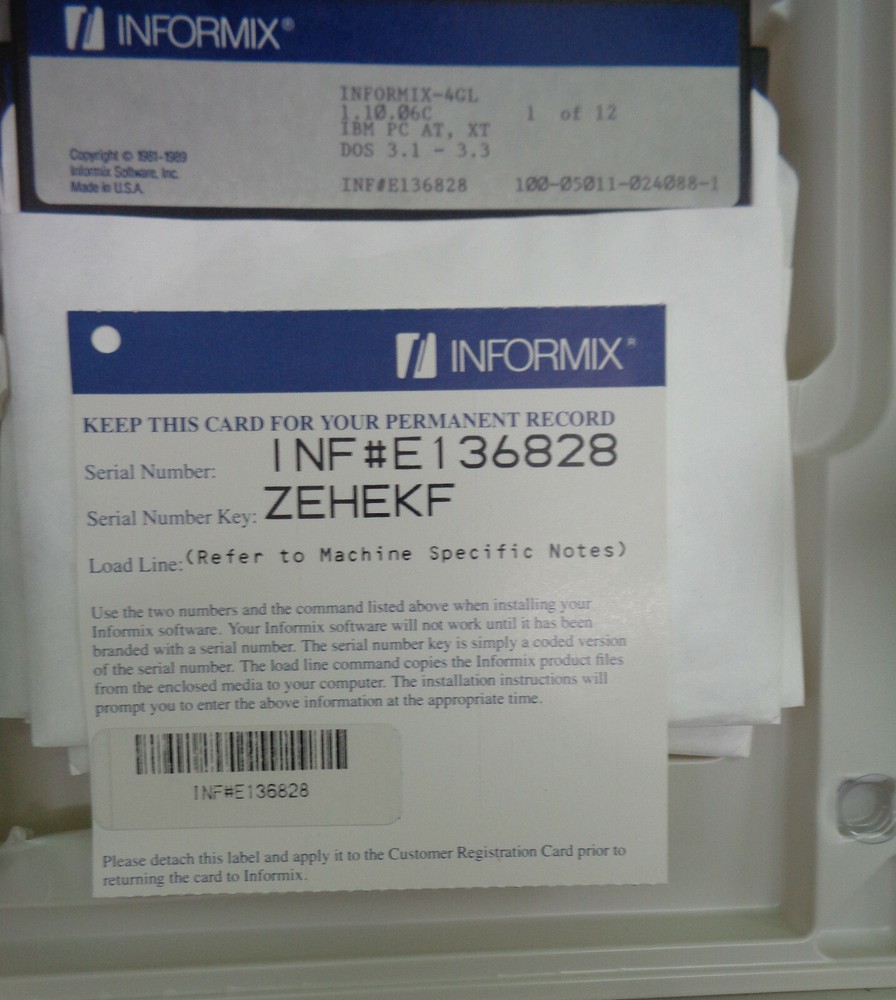 INFORMIX®
INFORMIX-4GL
1.10.06C 1 of 12
IBM PC AT, XT
DOS 3.1 - 3.3
Copyright © 1981-1989
Informix Software, Inc.
Made in U.S.A.
INF#E136828 100-05011-024088-1
INFORMIX®
KEEP THIS CARD FOR YOUR PERMANENT RECORD
Serial Number: INF#E136828
Serial Number Key: ZEHEKF
Load Line: (Refer to Machine Specific Notes)
Use the two numbers and the command listed above when installing your
Informix software. Your Informix software will not work until it has been
branded with a serial number. The serial number key is simply a coded version
of the serial number. The load line command copies the Informix product files
from the enclosed media to your computer. The installation instructions will
prompt you to enter the above information at the appropriate time.
INF#E136828
Please detach this label and apply it to the Customer Registration Card prior to
returning the card to Informix.